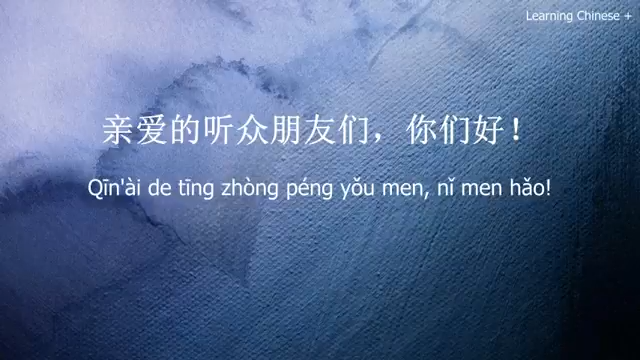 Learning Chinese +
亲爱的听众朋友们，你们好！
Qīn'ài de tīng zhòng péng yǒu men, nǐ men hǎo!